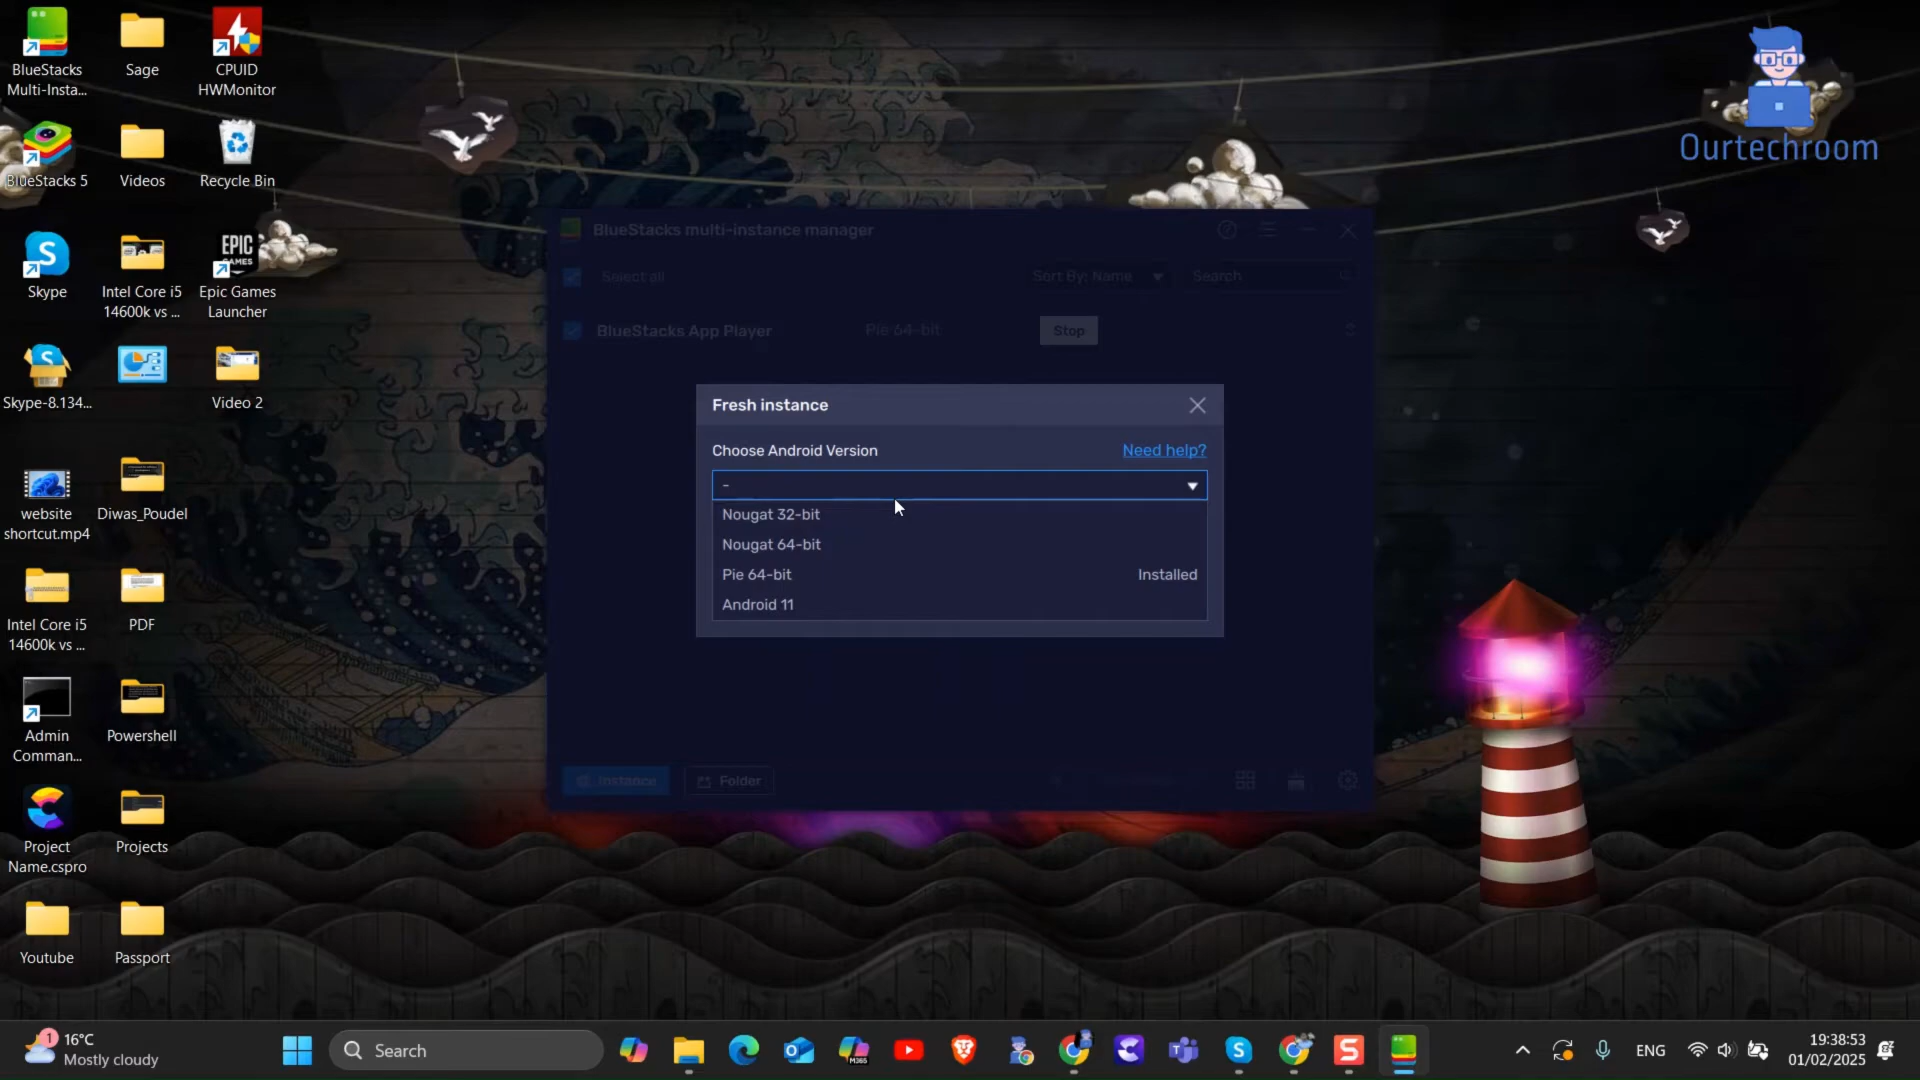 BlueStacks
Multi-Insta...
Sage
CPUID
HWMonitor
BlueStacks 5
Videos
Recycle Bin
Skype
Intel Core i5
14600k vs ...
EPIC
GAMES
Epic Games
Launcher
Skype-8.134...
Video 2
website
shortcut.mp4
Diwas_Poudel
Intel Core i5
14600k vs ...
PDF
Admin
Comman...
Powershell
Project
Name.cspro
Projects
Youtube
Passport
Ourtechroom
BlueStacks multi-instance manager
Select all
Sort By: Name
Search
BlueStacks App Player
Pie 64-bit
Stop
Fresh instance
Choose Android Version
Need help?
-
Nougat 32-bit
Nougat 64-bit
Pie 64-bit
Installed
Android 11
Instance
Folder
1
16°C
Mostly cloudy
Search
M365
ENG
19:38:53
01/02/2025